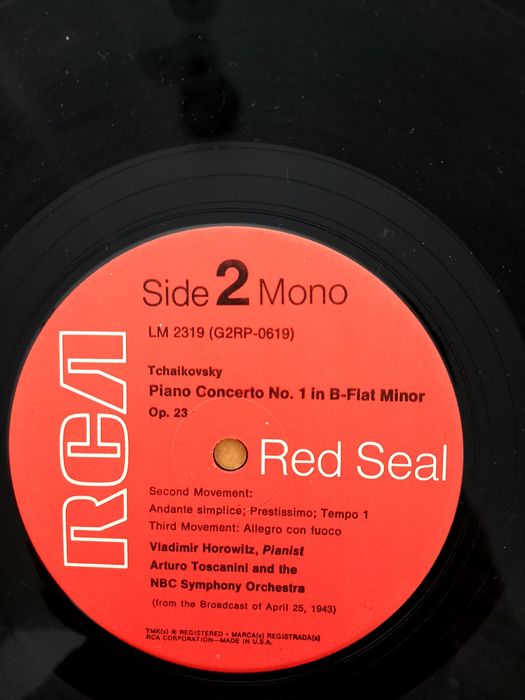 Side 2 Mono
LM 2319 (G2RP-0619)
Tchaikovsky
Piano Concerto No. 1 in B-Flat Minor
Op. 23
RCA
Red Seal
Second Movement:
Andante simplice; Prestissimo; Tempo 1
Third Movement: Allegro con fuoco
Vladimir Horowitz, Pianist
Arturo Toscanini and the
NBC Symphony Orchestra
(from the Broadcast of April 25, 1943)
TMK(s) ® REGISTERED • MARCA(s) REGISTRADA(s)
RCA CORPORATION—MADE IN U.S.A.